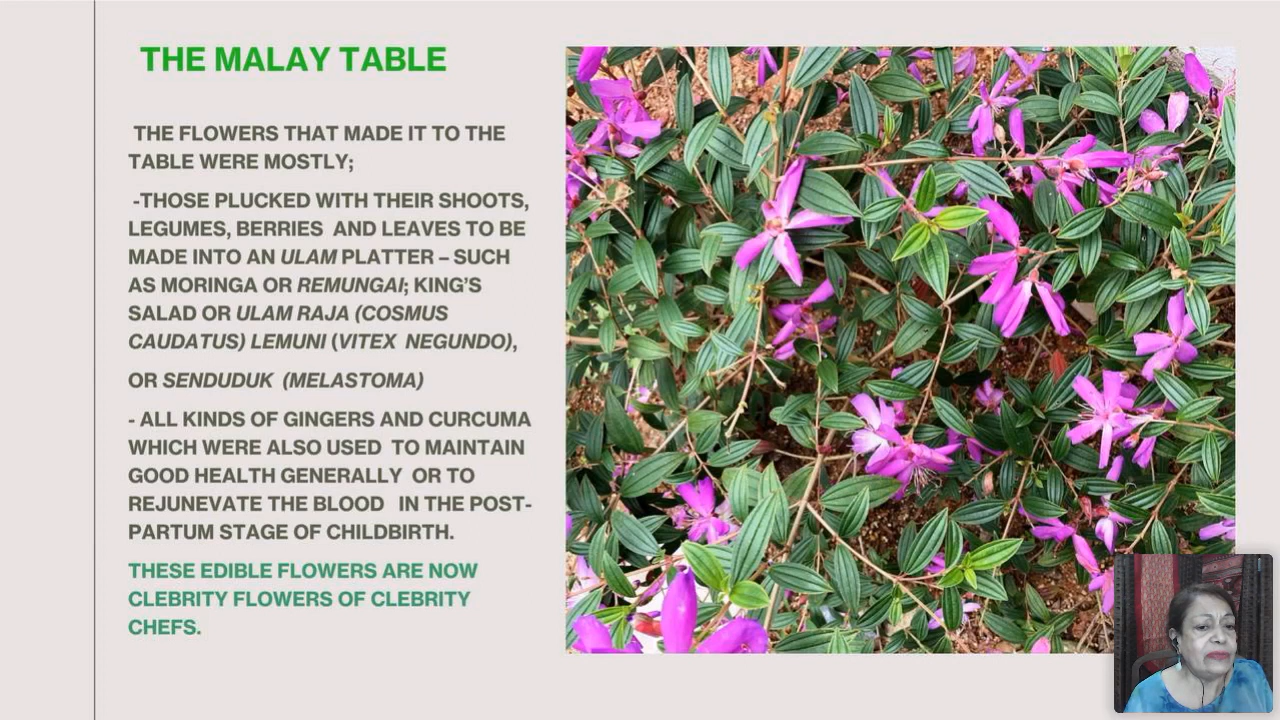 THE MALAY TABLE
THE FLOWERS THAT MADE IT TO THE
TABLE WERE MOSTLY;
-THOSE PLUCKED WITH THEIR SHOOTS,
LEGUMES, BERRIES AND LEAVES TO BE
MADE INTO AN ULAM PLATTER – SUCH
AS MORINGA OR REMUNGAI; KING'S
SALAD OR ULAM RAJA (COSMUS
CAUDATUS) LEMUNI (VITEX NEGUNDO),
OR SENDUDUK (MELASTOMA)
- ALL KINDS OF GINGERS AND CURCUMA
WHICH WERE ALSO USED TO MAINTAIN
GOOD HEALTH GENERALLY OR TO
REJUNEVATE THE BLOOD IN THE POST-
PARTUM STAGE OF CHILDBIRTH.
THESE EDIBLE FLOWERS ARE NOW
CLEBRITY FLOWERS OF CLEBRITY
CHEFS.